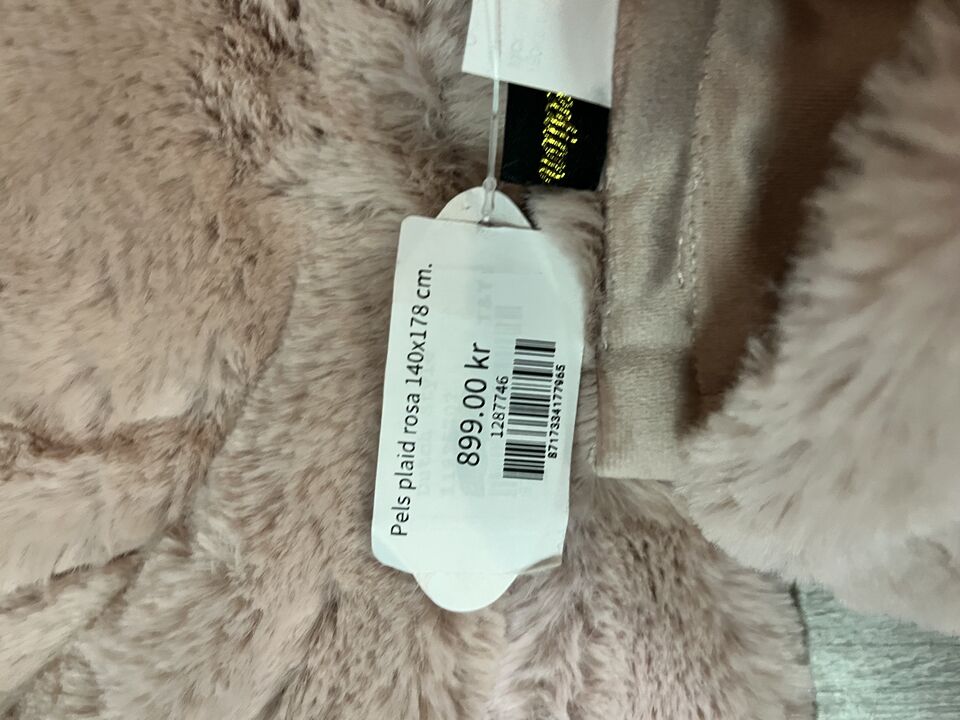 Pels plaid rosa 140x178 cm.
899.00 kr
1287746
8717334177965